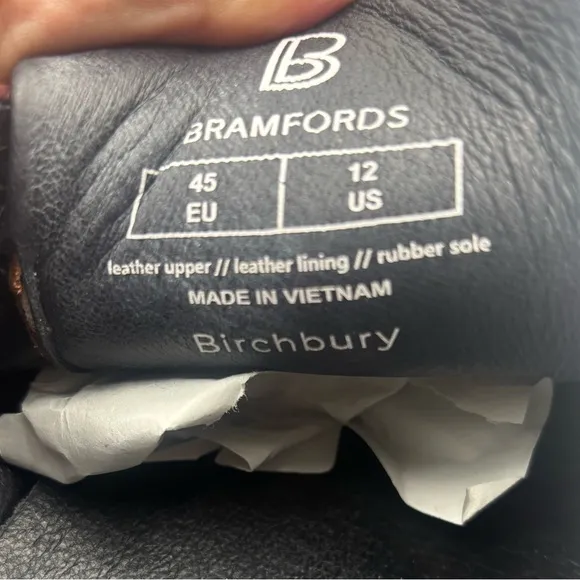 B
BRAMFORDS
45 12
EU US
leather upper // leather lining // rubber sole
MADE IN VIETNAM
Birchbury